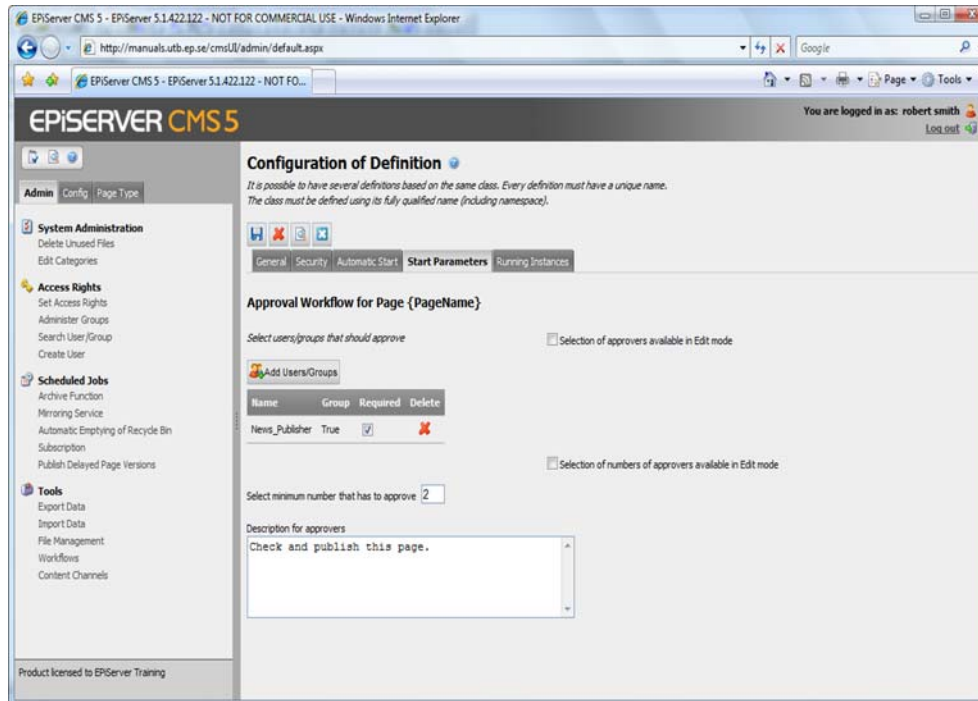 EPiServer CMS 5 - EPiServer 5.1.422.122 - NOT FOR COMMERCIAL USE - Windows Internet Explorer
http://manuals.utb.ep.se/cmsUI/admin/default.aspx
Google
EPiServer CMS 5 - EPiServer 5.1.422.122 - NOT FO...
Page Tools
EPiSERVER CMS 5
You are logged in as: robert smith
Log out
Admin Config Page Type
System Administration
Delete Unused Files
Edit Categories
Access Rights
Set Access Rights
Administer Groups
Search User/Group
Create User
Scheduled Jobs
Archive Function
Mirroring Service
Automatic Emptying of Recycle Bin
Subscription
Publish Delayed Page Versions
Tools
Export Data
Import Data
File Management
Workflows
Content Channels
Product licensed to EPiServer Training
Configuration of Definition
It is possible to have several definitions based on the same class. Every definition must have a unique name.
The class must be defined using its fully qualified name (including namespace).
General Security Automatic Start Start Parameters Running Instances
Approval Workflow for Page {PageName}
Select users/groups that should approve
Selection of approvers available in Edit mode
Add Users/Groups
Name Group Required Delete
News_Publisher True
Selection of numbers of approvers available in Edit mode
Select minimum number that has to approve 2
Description for approvers
Check and publish this page.